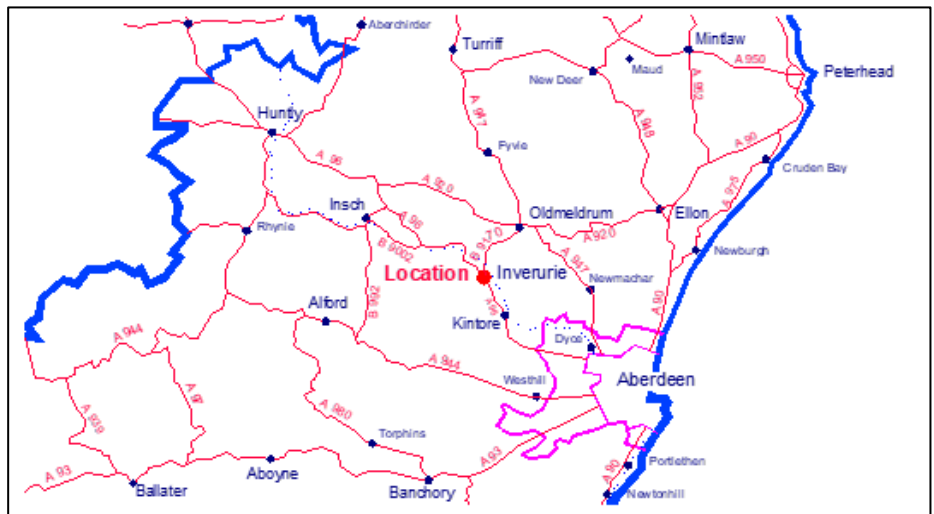 Aberchirder
Turriff
Mintlaw
Maud
A 950
New Deer
Peterhead
A 952
Huntly
A 947
A 948
A 90
Fyvie
Cruden Bay
A 96
A 920
A 975
Insch
A 96
Oldmeldrum
Ellon
Rhynie
B 9170
A 920
B 9002
Newburgh
A 947
Location
Inverurie
Newmachar
A 90
Alford
B 992
A 96
Kintore
A 944
Dyce
A 944
Westhill
Aberdeen
A 97
A 939
A 980
Torphins
A 93
Portlethen
A 93
Aboyne
A 90
Ballater
Banchory
Newtonhill